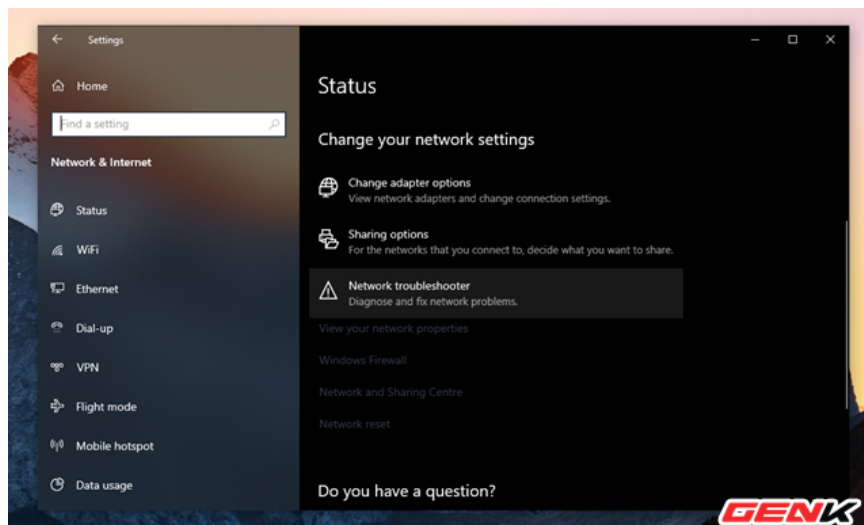 Settings
Home
Find a setting
Network & Internet
Status
WiFi
Ethernet
Dial-up
VPN
Flight mode
Mobile hotspot
Data usage
Status
Change your network settings
Change adapter options
View network adapters and change connection settings.
Sharing options
For the networks that you connect to, decide what you want to share.
Network troubleshooter
Diagnose and fix network problems.
View your network properties
Windows Firewall
Network and Sharing Centre
Network reset
Do you have a question?
GENK